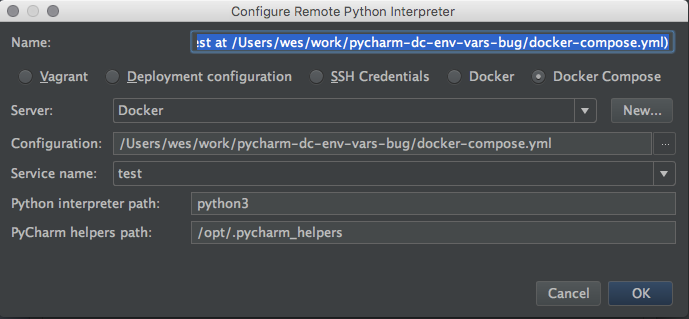 Configure Remote Python Interpreter
Name: est at /Users/wes/work/pycharm-dc-env-vars-bug/docker-compose.yml)
Vagrant Deployment configuration SSH Credentials Docker Docker Compose
Server: Docker New...
Configuration: /Users/wes/work/pycharm-dc-env-vars-bug/docker-compose.yml ...
Service name: test
Python interpreter path: python3
PyCharm helpers path: /opt/.pycharm_helpers
Cancel OK